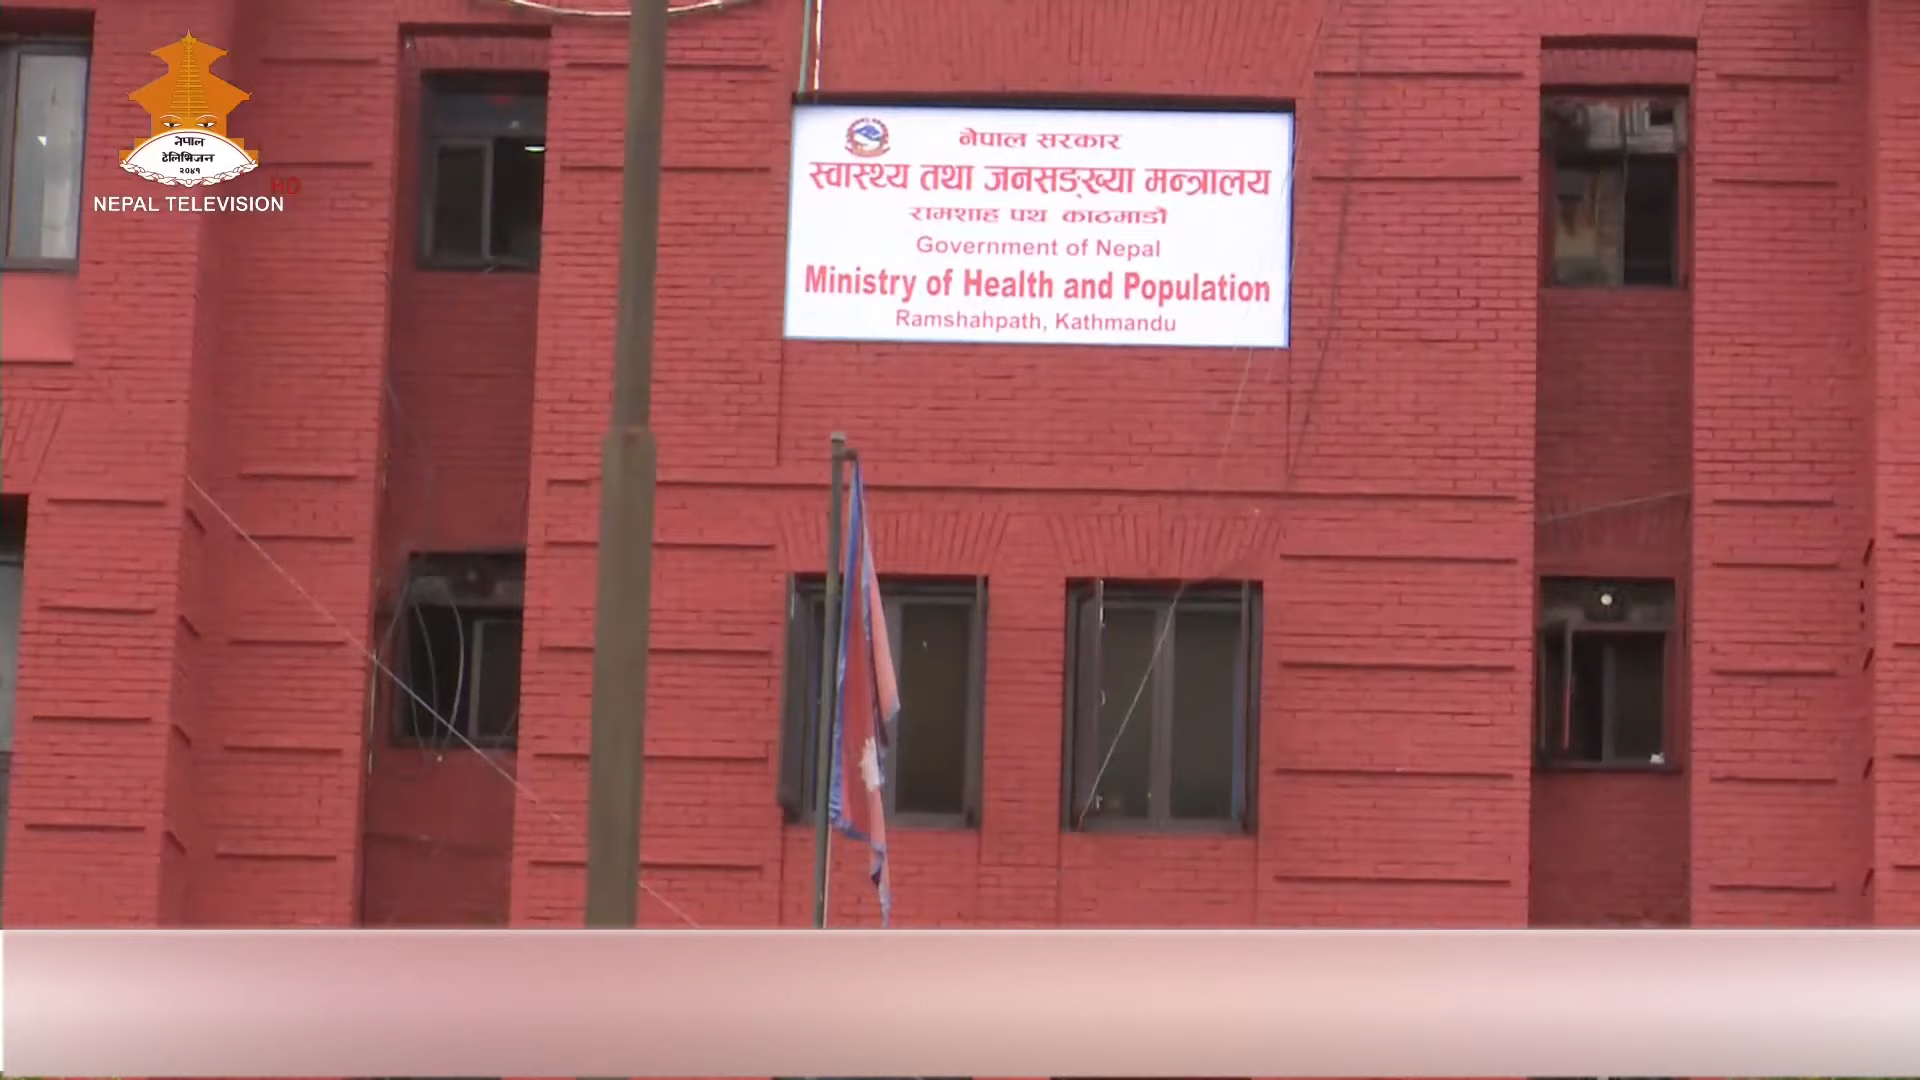 नेपाल
टेलिभिजन
२०४१
HD
NEPAL TELEVISION
नेपाल सरकार
स्वास्थ्य तथा जनसङ्ख्या मन्त्रालय
रामशाह पथ काठमाडौं
Government of Nepal
Ministry of Health and Population
Ramshahpath, Kathmandu